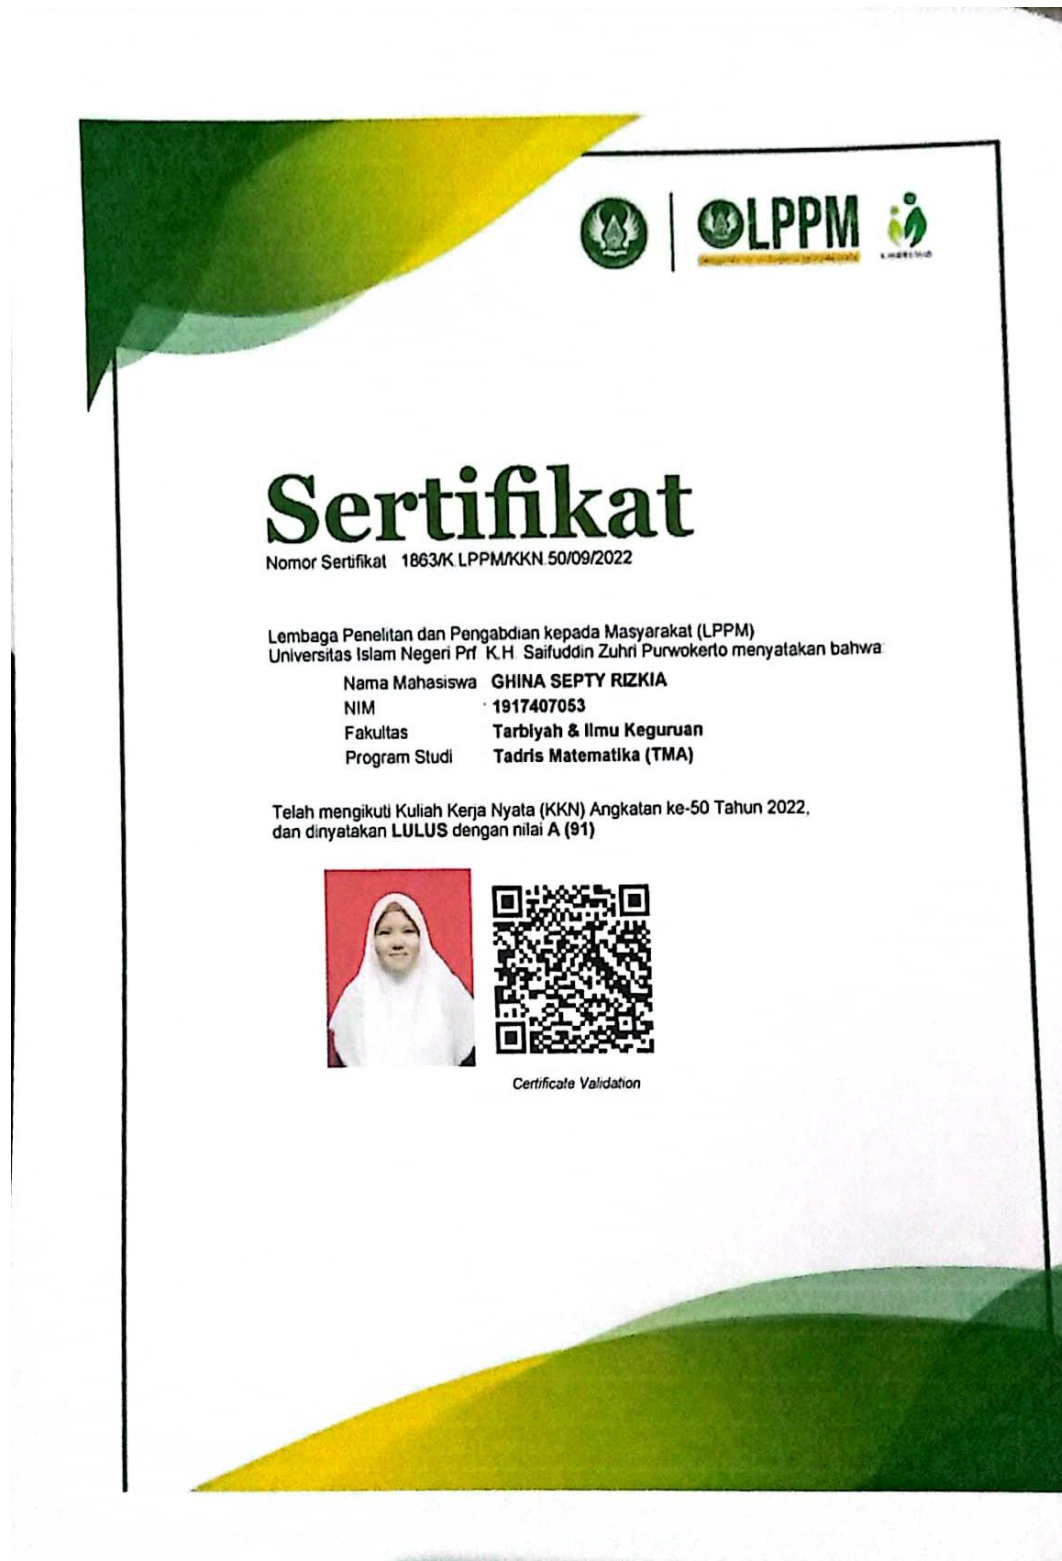 LPPM
Sertifikat
Nomor Sertifikat 1863/K.LPPM/KKN.50/09/2022
Lembaga Penelitan dan Pengabdian kepada Masyarakat (LPPM)
Universitas Islam Negeri Prf K.H. Saifuddin Zuhri Purwokerto menyatakan bahwa:
Nama Mahasiswa GHINA SEPTY RIZKIA
NIM : 1917407053
Fakultas Tarbiyah & Ilmu Keguruan
Program Studi Tadris Matematika (TMA)
Telah mengikuti Kuliah Kerja Nyata (KKN) Angkatan ke-50 Tahun 2022,
dan dinyatakan LULUS dengan nilai A (91)
Certificate Validation